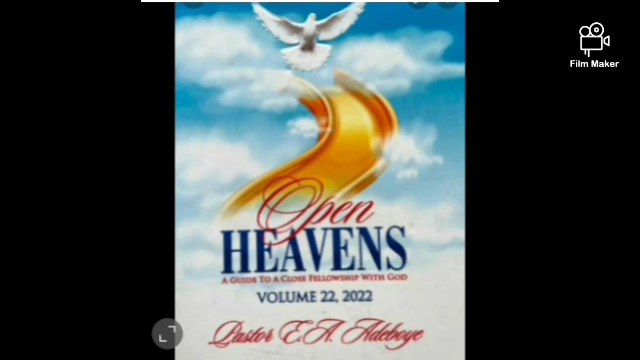 Film Maker
Open
HEAVENS
A GUIDE TO A CLOSE FELLOWSHIP WITH GOD
VOLUME 22, 2022
Pastor E.A. Adeboye